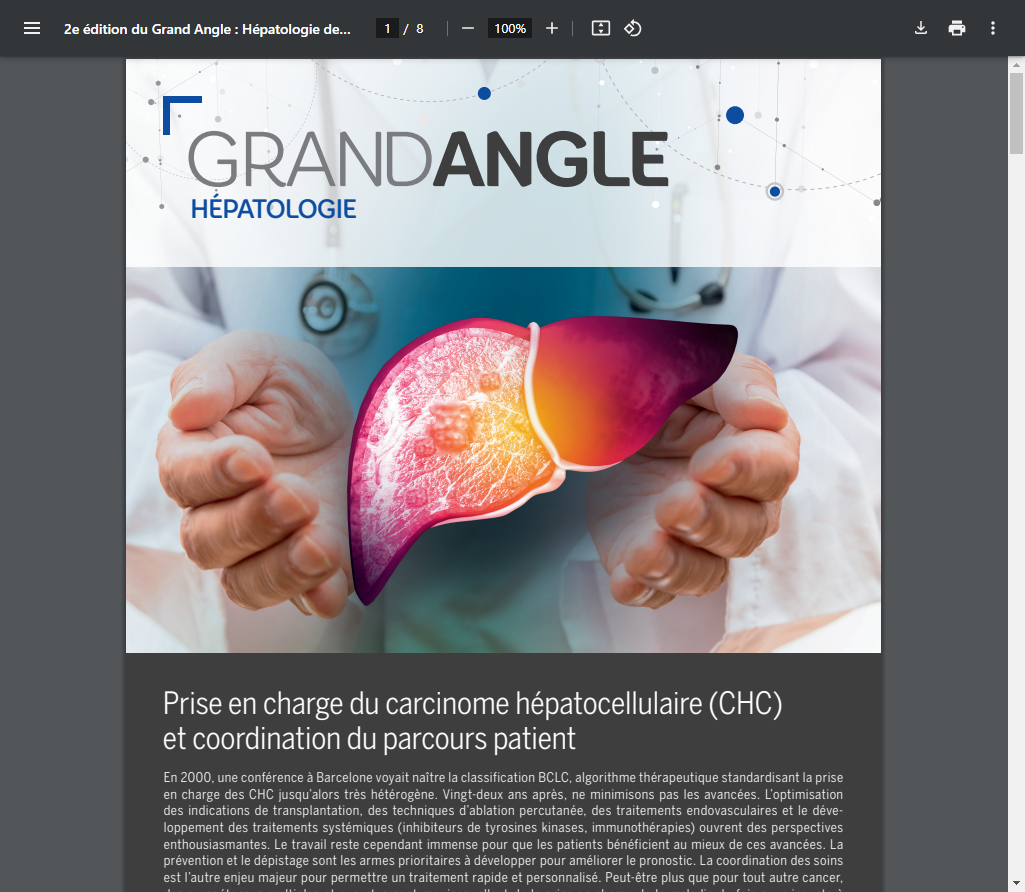 2e édition du Grand Angle : Hépatologie de...
1 / 8
100%
GRANDANGLE
HÉPATOLOGIE
Prise en charge du carcinome hépatocellulaire (CHC)
et coordination du parcours patient
En 2000, une conférence à Barcelone voyait naître la classification BCLC, algorithme thérapeutique standardisant la prise
en charge des CHC jusqu'alors très hétérogène. Vingt-deux ans après, ne minimisons pas les avancées. L'optimisation
des indications de transplantation, des techniques d'ablation percutanée, des traitements endovasculaires et le déve-
loppement des traitements systémiques (inhibiteurs de tyrosines kinases, immunothérapies) ouvrent des perspectives
enthousiasmantes. Le travail reste cependant immense pour que les patients bénéficient au mieux de ces avancées. La
prévention et le dépistage sont les armes prioritaires à développer pour améliorer le pronostic. La coordination des soins
est l'autre enjeu majeur pour permettre un traitement rapide et personnalisé. Peut-être plus que pour tout autre cancer,